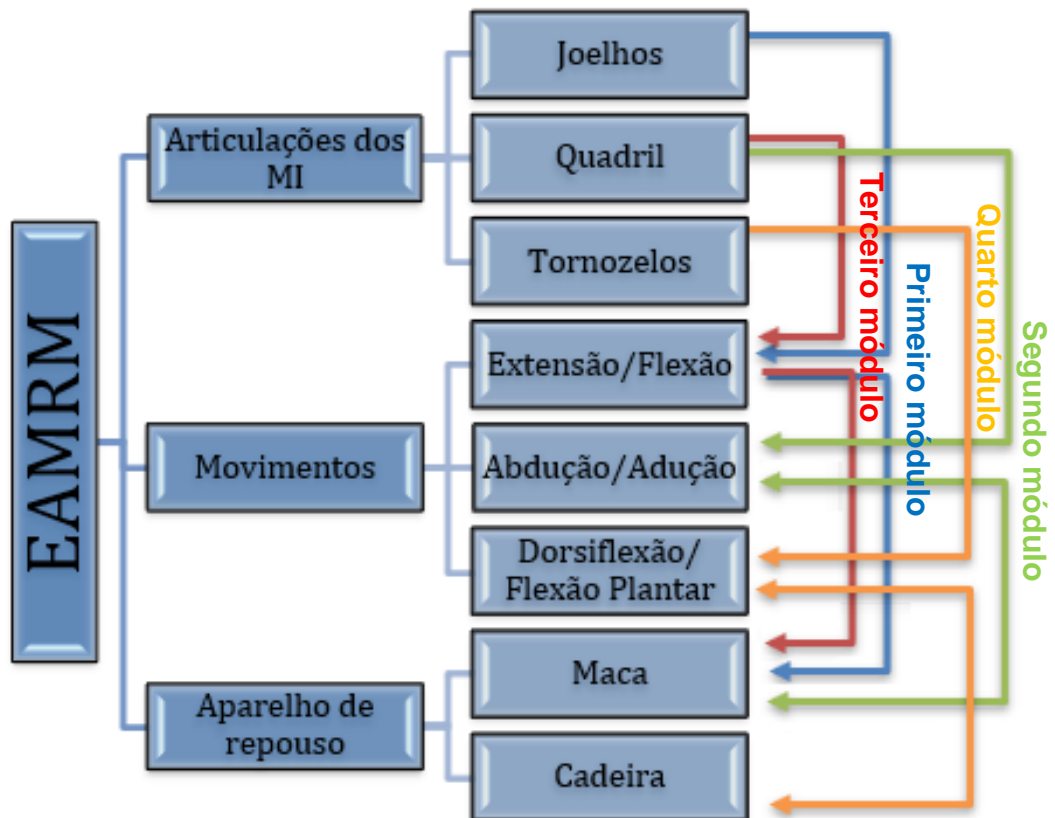 EAMRM
Articulações dos
MI
Movimentos
Aparelho de
repouso
Joelhos
Quadril
Tornozelos
Extensão/Flexão
Abdução/Adução
Dorsiflexão/
Flexão Plantar
Maca
Cadeira
Terceiro módulo
Primeiro módulo
Quarto módulo
Segundo módulo